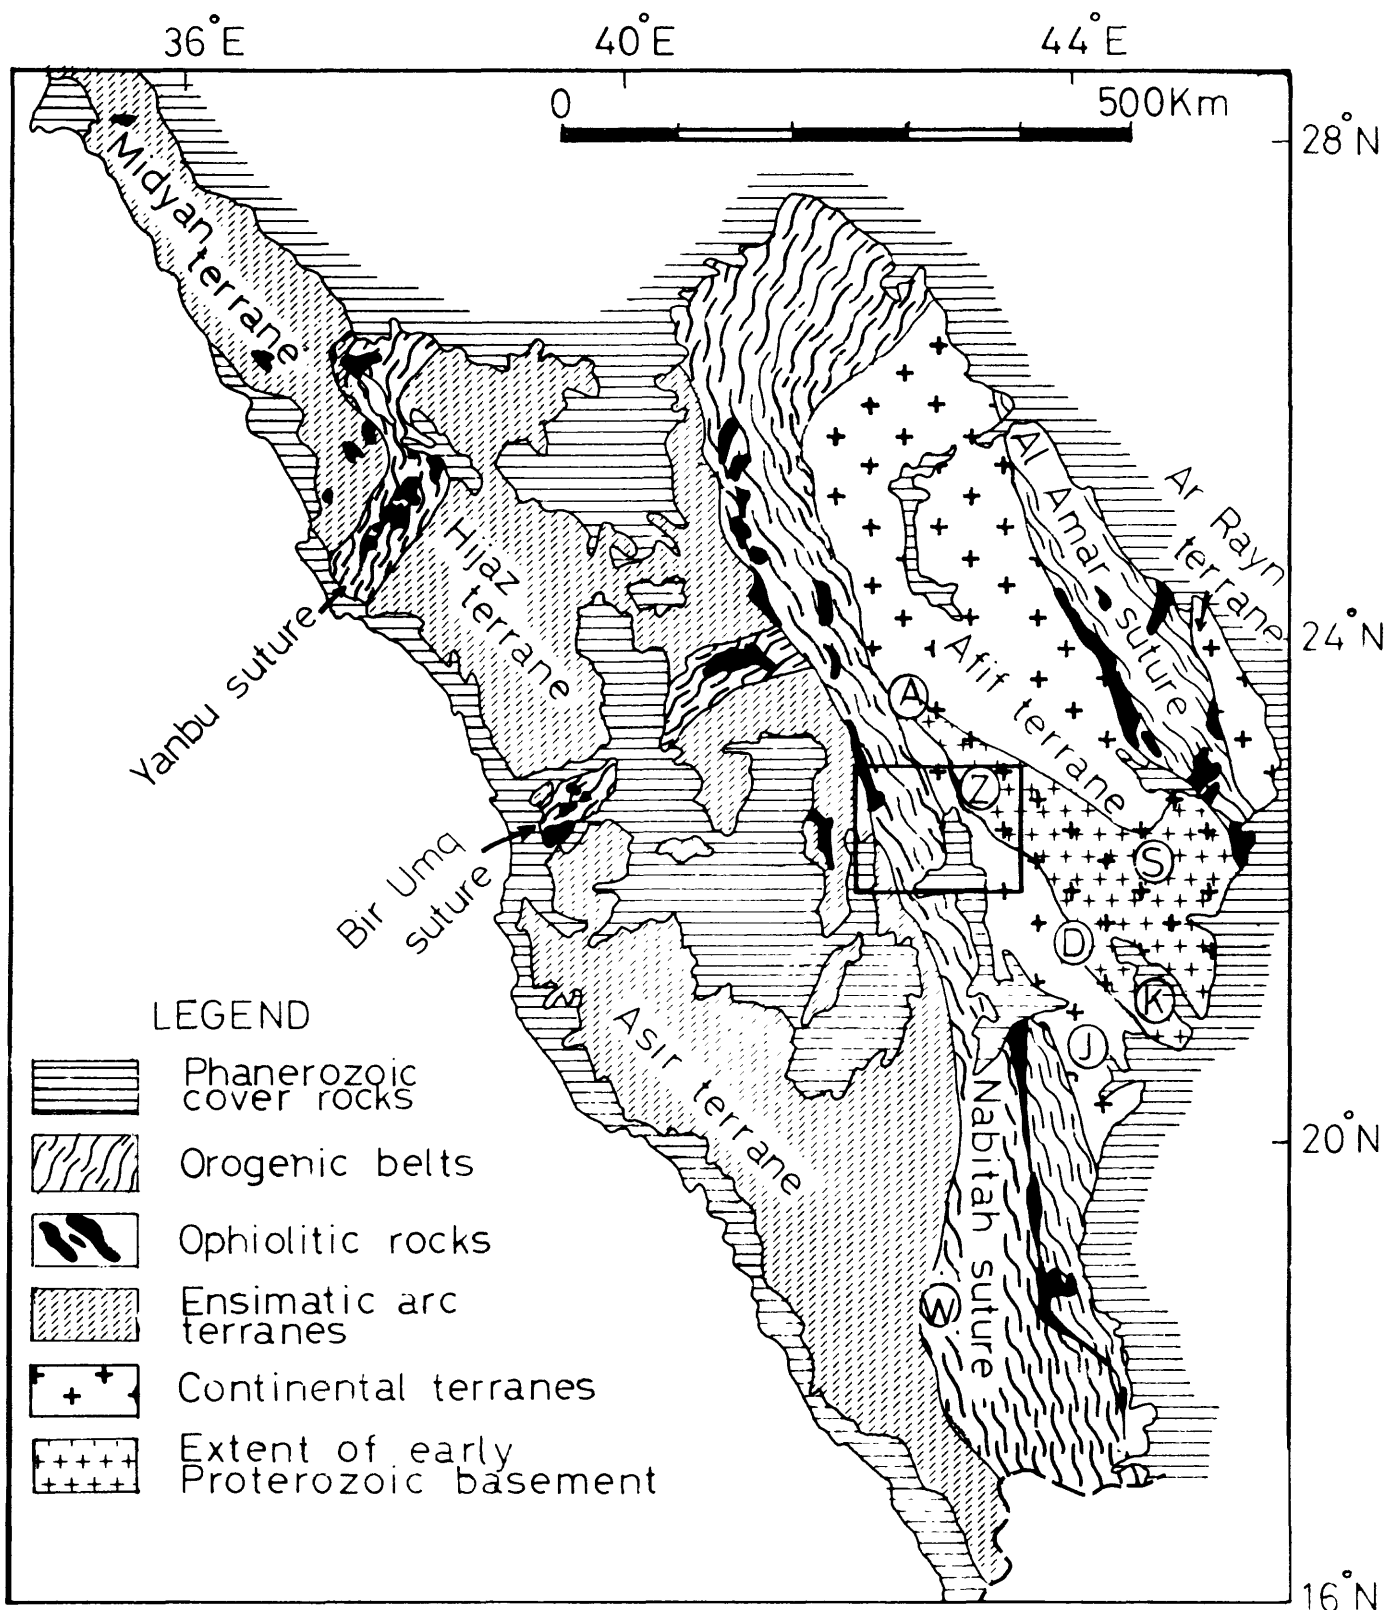 36°E 40°E 44°E
0 500Km
28°N
Midyan terrane
Al Amar suture
Ar Rayn
terrane
Hijaz
terrane
24°N
Yanbu suture
Afif terrane
A
Z
Bir Umq
suture
S
D
K
J
LEGEND
Asir terrane
Phanerozoic
cover rocks
Nabitah suture
20°N
Orogenic belts
Ophiolitic rocks
W
Ensimatic arc
terranes
Continental terranes
Extent of early
Proterozoic basement
16°N